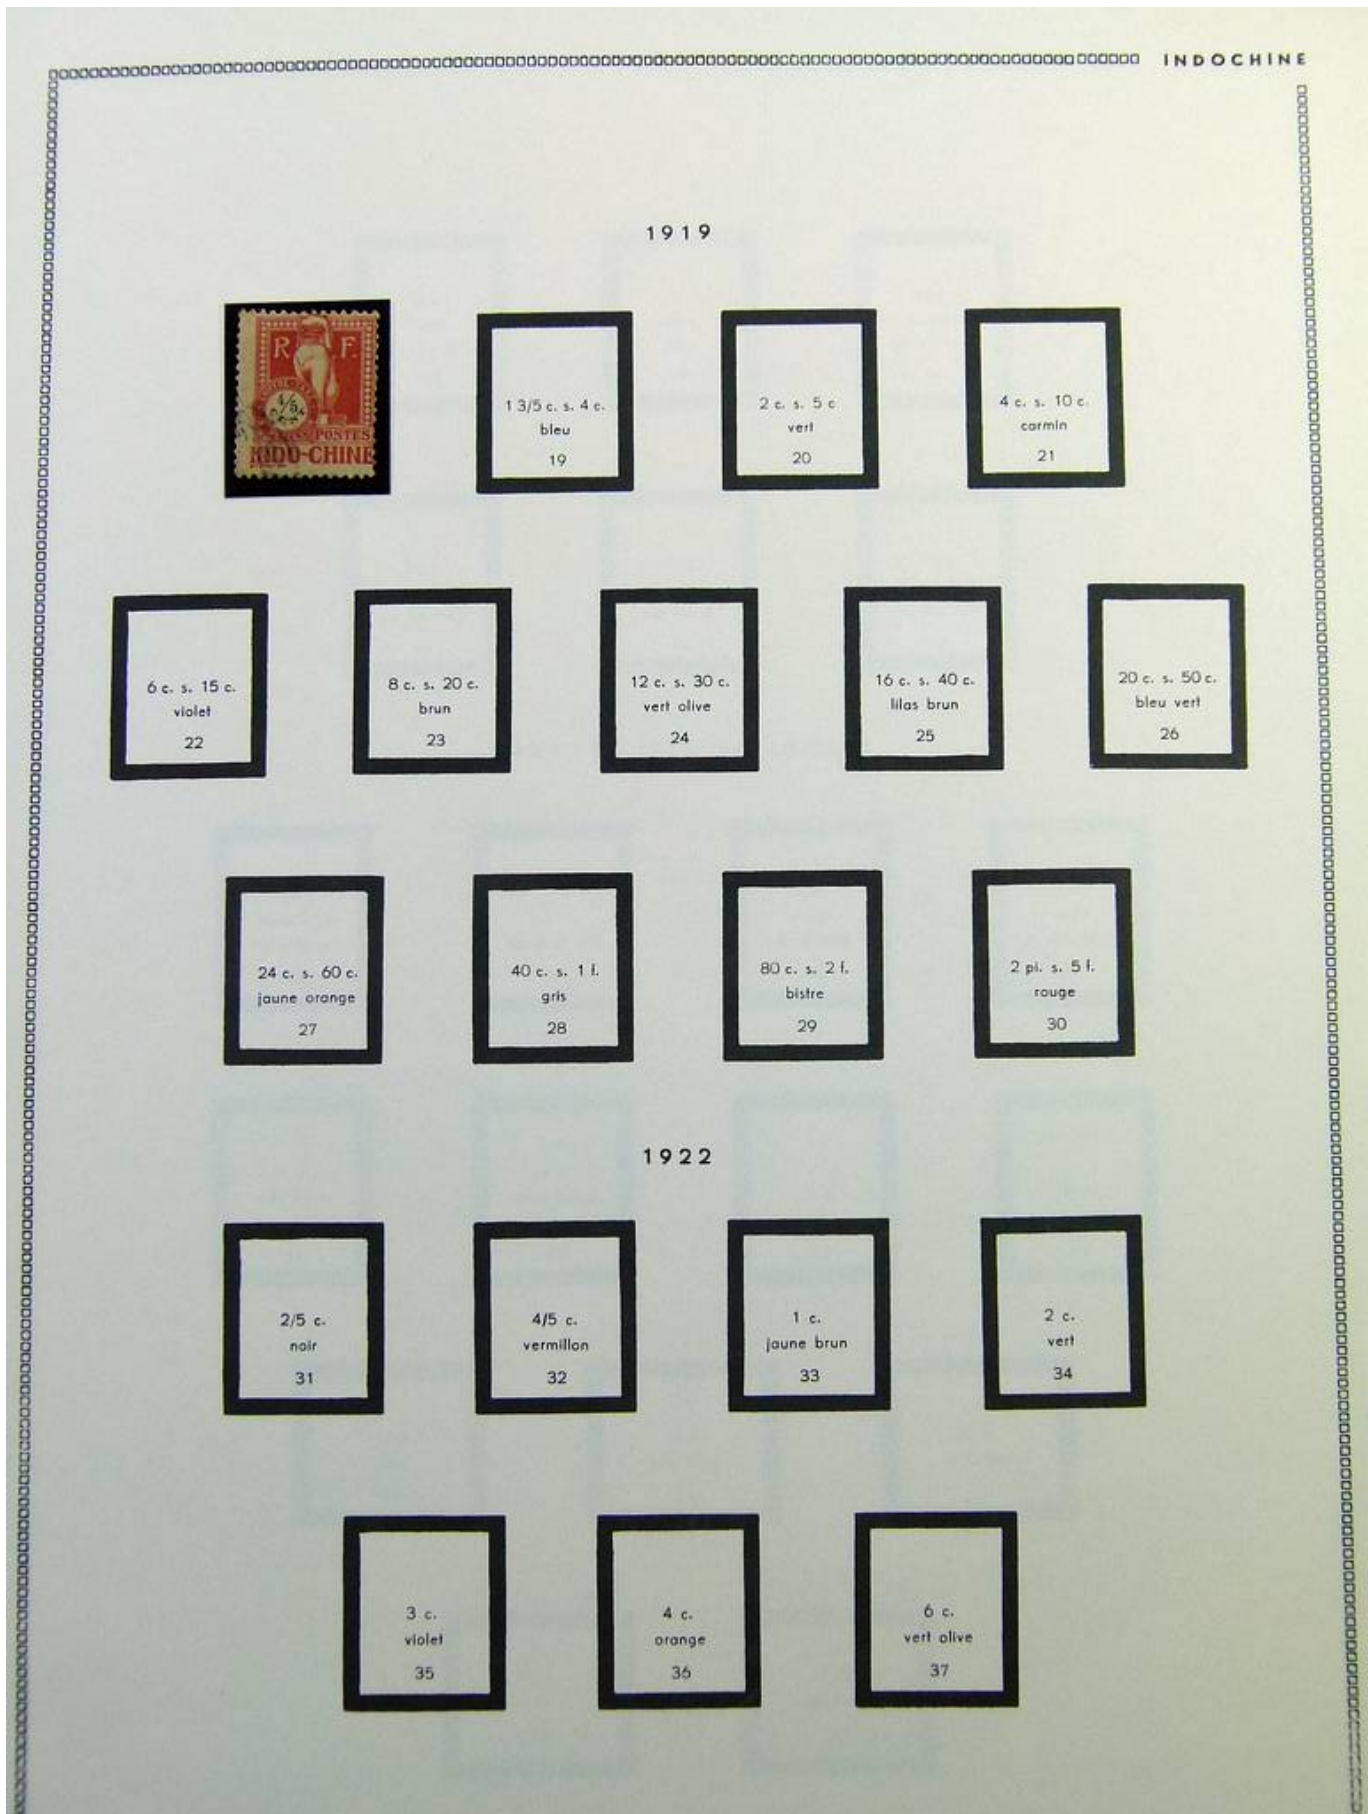 INDOCHINE
1919
R F.
4/5
POSTES
INDO-CHINE
1 3/5 c. s. 4 c.
bleu
19
2 c. s. 5 c
vert
20
4 c. s. 10 c.
carmin
21
6 c. s. 15 c.
violet
22
8 c. s. 20 c.
brun
23
12 c. s. 30 c.
vert olive
24
16 c. s. 40 c.
lilas brun
25
20 c. s. 50 c.
bleu vert
26
24 c. s. 60 c.
jaune orange
27
40 c. s. 1 f.
gris
28
80 c. s. 2 f.
bistre
29
2 pi. s. 5 f.
rouge
30
1922
2/5 c.
noir
31
4/5 c.
vermillon
32
1 c.
jaune brun
33
2 c.
vert
34
3 c.
violet
35
4 c.
orange
36
6 c.
vert olive
37